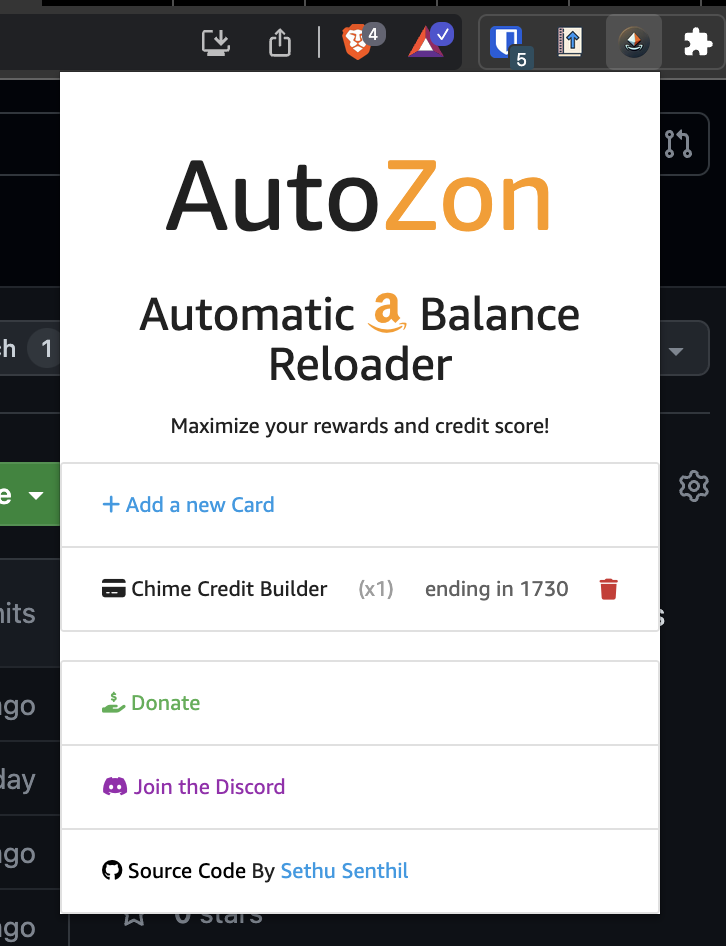 4
5
AutoZon
Automatic a Balance
Reloader
Maximize your rewards and credit score!
ch 1
+ Add a new Card
e
Chime Credit Builder (x1) ending in 1730
its
s
Donate
ago
day
Join the Discord
ago
Source Code By Sethu Senthil
ago
0 stars